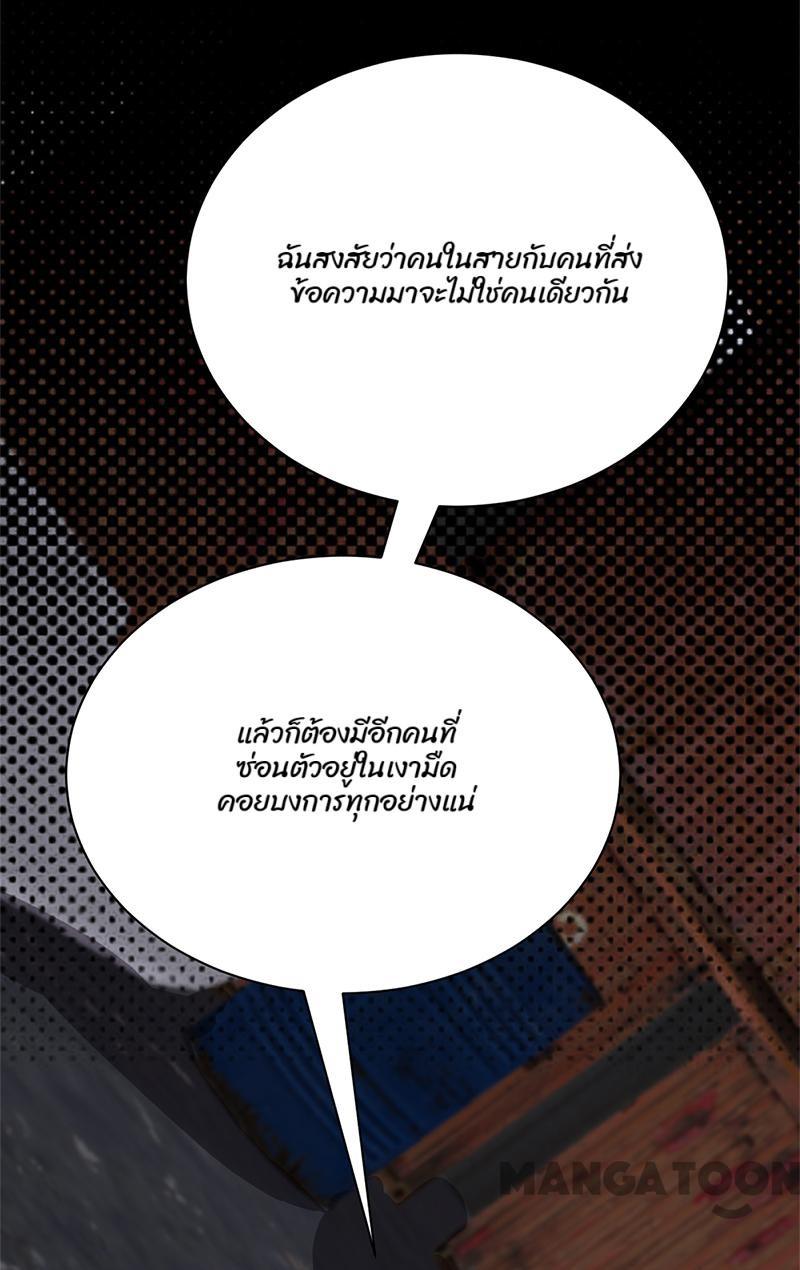 ฉันสงสัยว่าคนในสายกับคนที่ส่ง
ข้อความมาจะไม่ใช่คนเดียวกัน
แล้วก็ต้องมีอีกคนที่
ซ่อนตัวอยู่ในเงามืด
คอยบงการทุกอย่างแน่
MANGATOON